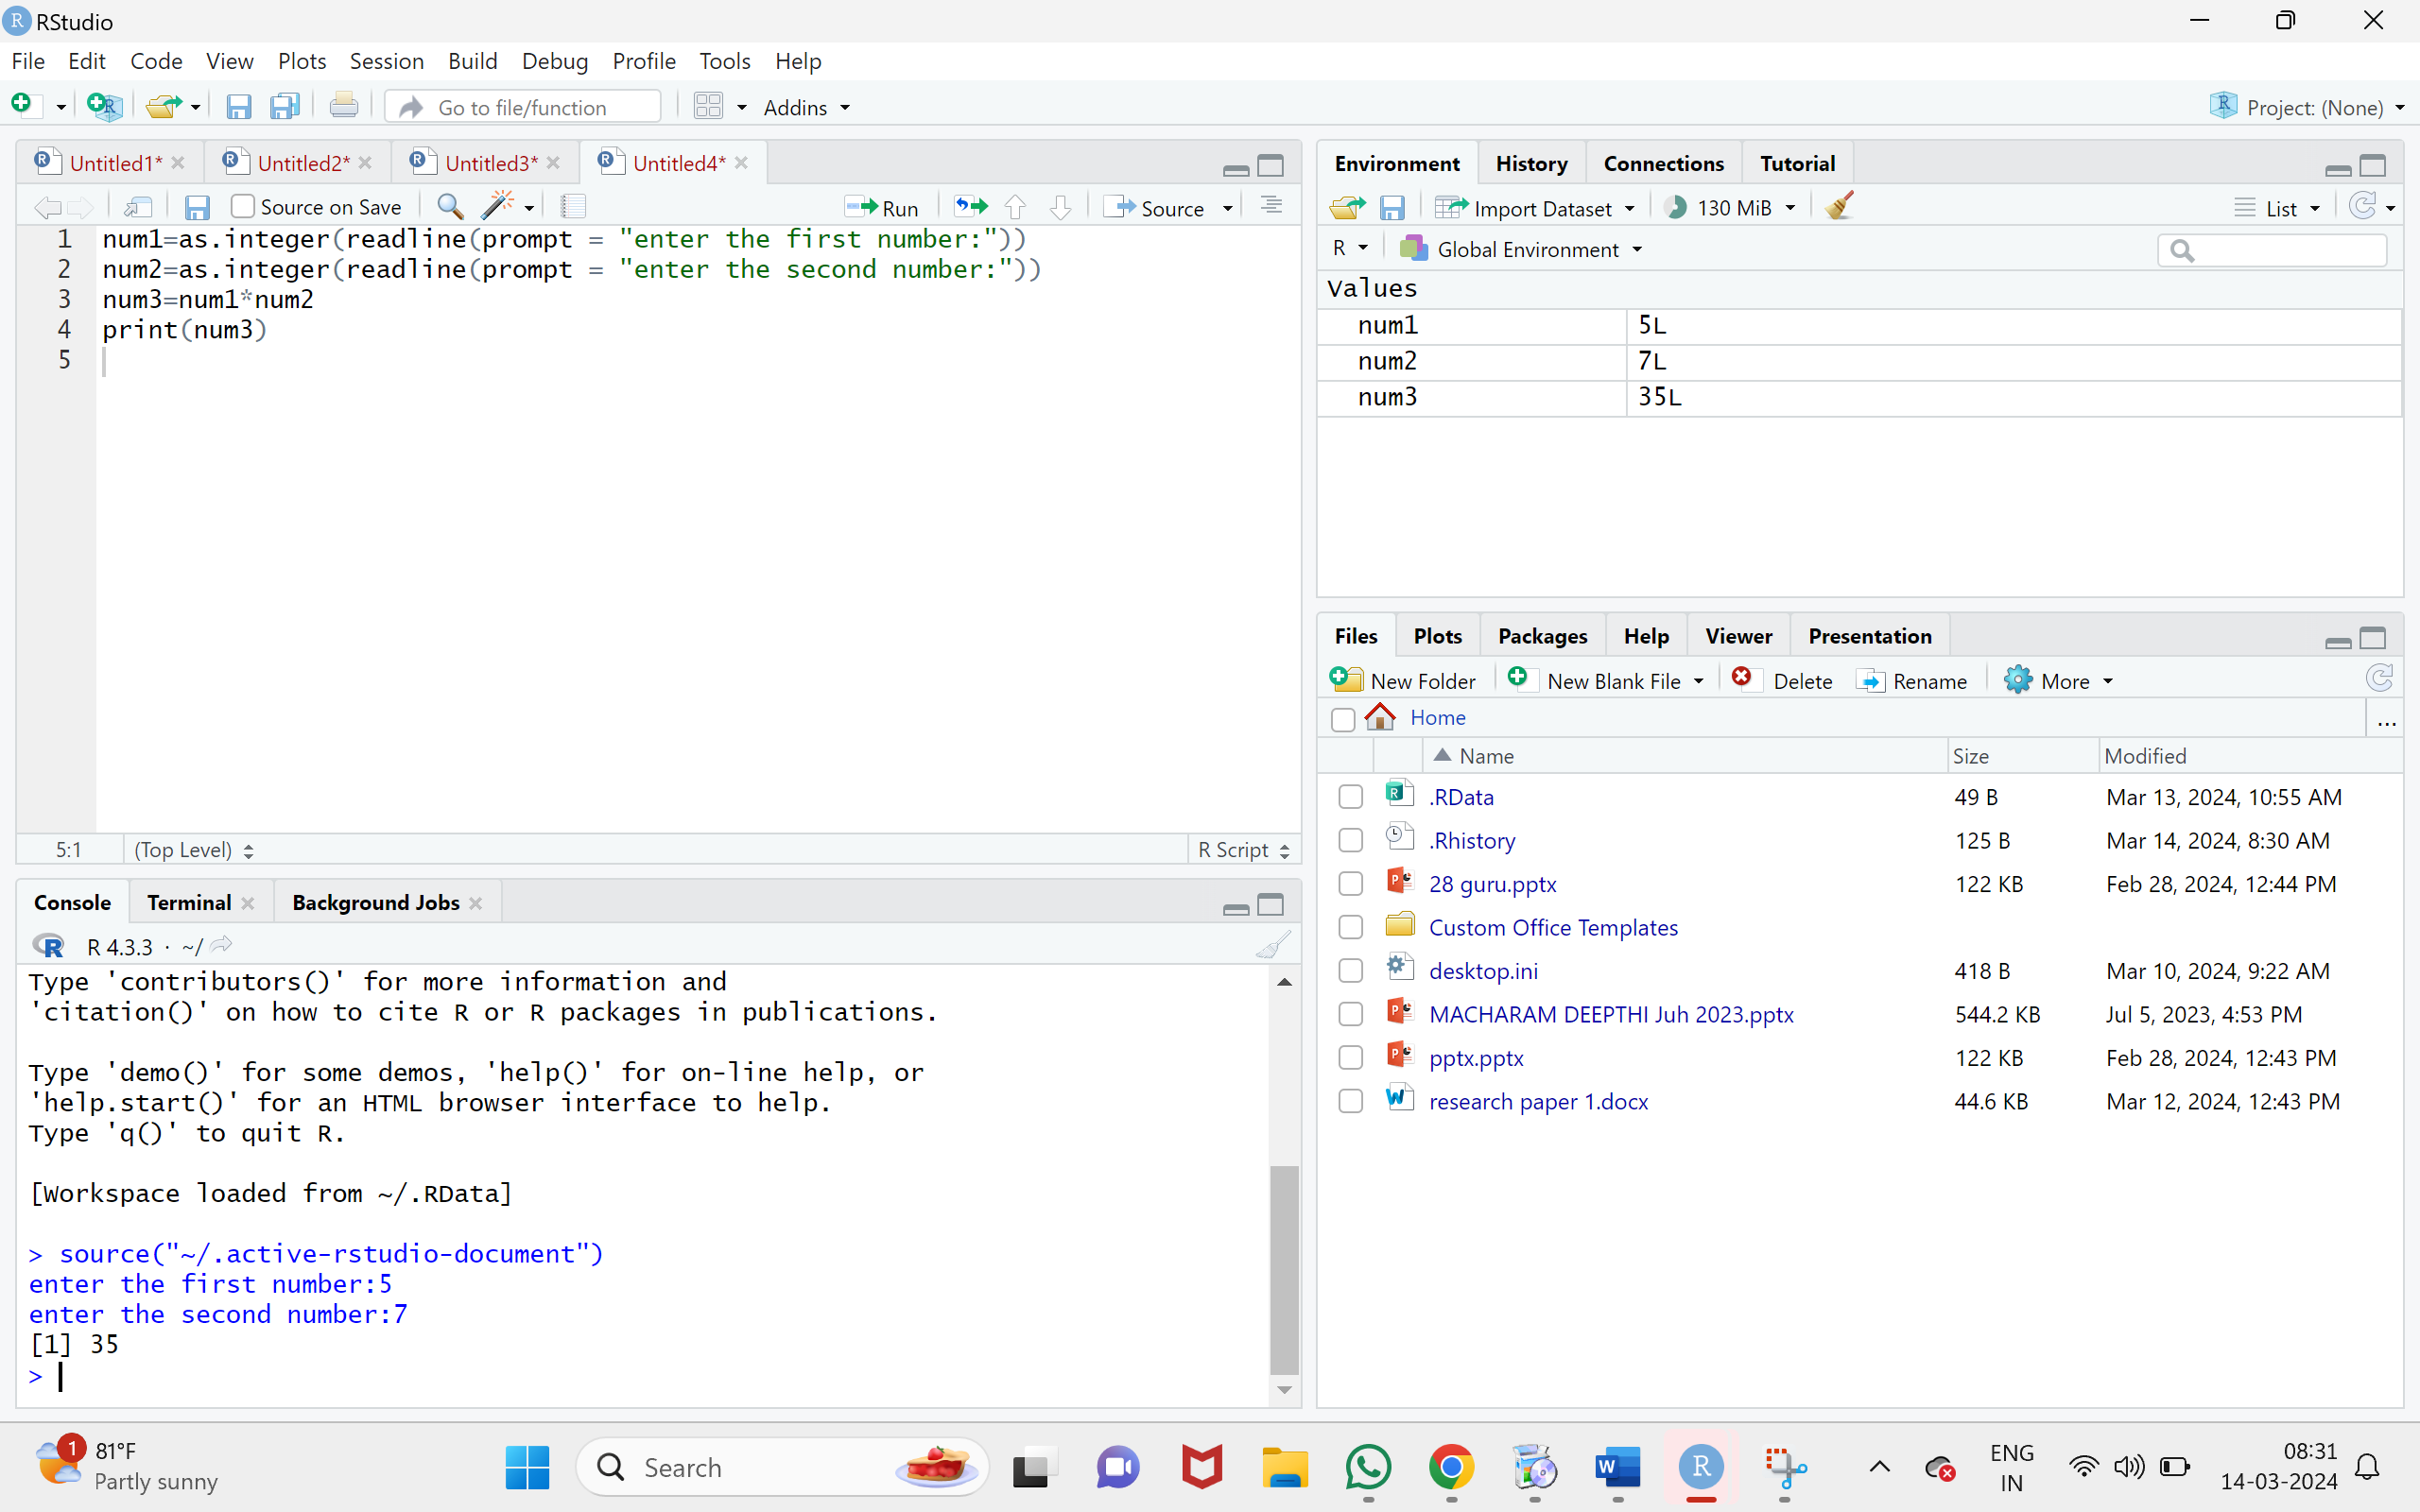 RStudio
File Edit Code View Plots Session Build Debug Profile Tools Help
Go to file/function Addins Project: (None)
Untitled1* Untitled2* Untitled3* Untitled4*
Source on Save Run Source
1 num1=as.integer(readline(prompt = "enter the first number:"))
2 num2=as.integer(readline(prompt = "enter the second number:"))
3 num3=num1*num2
4 print(num3)
5
5:1 (Top Level) R Script
Console Terminal Background Jobs
R 4.3.3 · ~/
Type 'contributors()' for more information and
'citation()' on how to cite R or R packages in publications.
Type 'demo()' for some demos, 'help()' for on-line help, or
'help.start()' for an HTML browser interface to help.
Type 'q()' to quit R.
[Workspace loaded from ~/.RData]
> source("~/.active-rstudio-document")
enter the first number:5
enter the second number:7
[1] 35
>
Environment History Connections Tutorial
Import Dataset 130 MiB List
R Global Environment
Values
num1 5L
num2 7L
num3 35L
Files Plots Packages Help Viewer Presentation
New Folder New Blank File Delete Rename More
Home ...
Name Size Modified
.RData 49 B Mar 13, 2024, 10:55 AM
.Rhistory 125 B Mar 14, 2024, 8:30 AM
28 guru.pptx 122 KB Feb 28, 2024, 12:44 PM
Custom Office Templates
desktop.ini 418 B Mar 10, 2024, 9:22 AM
MACHARAM DEEPTHI Juh 2023.pptx 544.2 KB Jul 5, 2023, 4:53 PM
pptx.pptx 122 KB Feb 28, 2024, 12:43 PM
research paper 1.docx 44.6 KB Mar 12, 2024, 12:43 PM
1 81°F
Partly sunny
Search
ENG
IN
08:31
14-03-2024